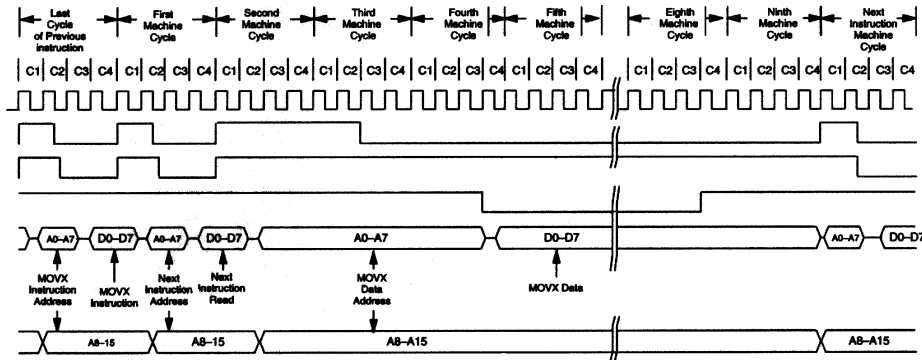 Last Cycle of Previous instruction
First Machine Cycle
Second Machine Cycle
Third Machine Cycle
Fourth Machine Cycle
Fifth Machine Cycle
Eighth Machine Cycle
Ninth Machine Cycle
Next Instruction Machine Cycle
C1 C2 C3 C4 C1 C2 C3 C4 C1 C2 C3 C4 C1 C2 C3 C4 C1 C2 C3 C4 C1 C2 C3 C4 C1 C2 C3 C4 C1 C2 C3 C4 C1 C2 C3 C4
A0–A7 D0–D7 A0–A7 D0–D7 A0–A7 D0–D7 A0–A7 D0–D7
MOVX Instruction Address
MOVX Instruction
Next Instruction Address
Next Instruction Read
MOVX Data Address
MOVX Data
A8–15 A8–15 A8–A15 A8–A15